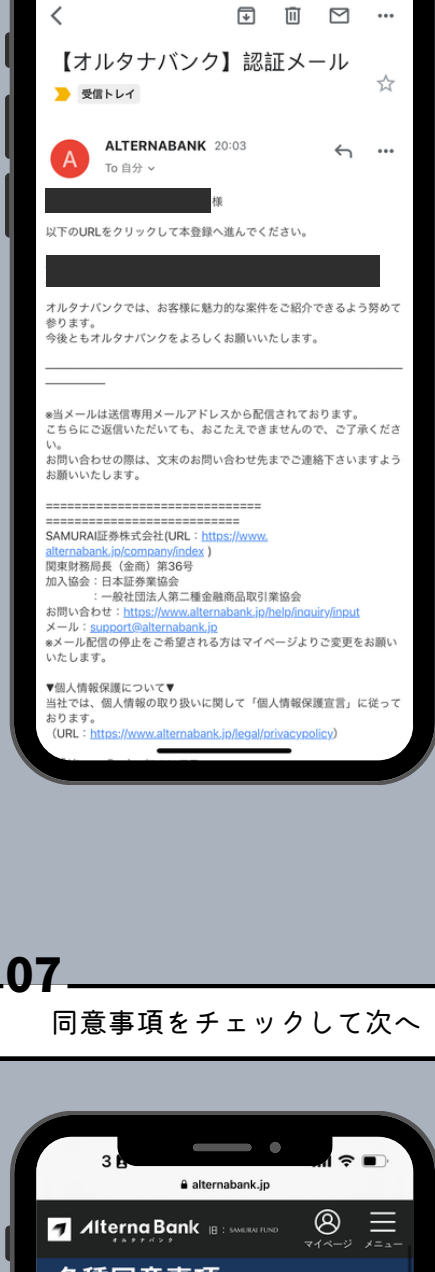 【オルタナバンク】認証メール
受信トレイ
A
ALTERNABANK 20:03
To 自分
様
以下のURLをクリックして本登録へ進んでください。
オルタナバンクでは、お客様に魅力的な案件をご紹介できるよう努めて
参ります。
今後ともオルタナバンクをよろしくお願いいたします。
※当メールは送信専用メールアドレスから配信されております。
こちらにご返信いただいても、おこたえできませんので、ご了承くださ
い。
お問い合わせの際は、文末のお問い合わせ先までご連絡下さいますよう
お願いいたします。
==============================
===========================
SAMURAI証券株式会社(URL：https://www.
alternabank.jp/company/index )
関東財務局長（金商）第36号
加入協会：日本証券業協会
：一般社団法人第二種金融商品取引業協会
お問い合わせ：https://www.alternabank.jp/help/inquiry/input
メール：support@alternabank.jp
※メール配信の停止をご希望される方はマイページよりご変更をお願い
いたします。
▼個人情報保護について▼
当社では、個人情報の取り扱いに関して「個人情報保護宣言」に従って
おります。
（URL：https://www.alternabank.jp/legal/privacypolicy）
07
同意事項をチェックして次へ
3
alternabank.jp
Alterna Bank 旧：SAMURAI FUND
オルタナバンク
マイページ メニュー
各種同意事項